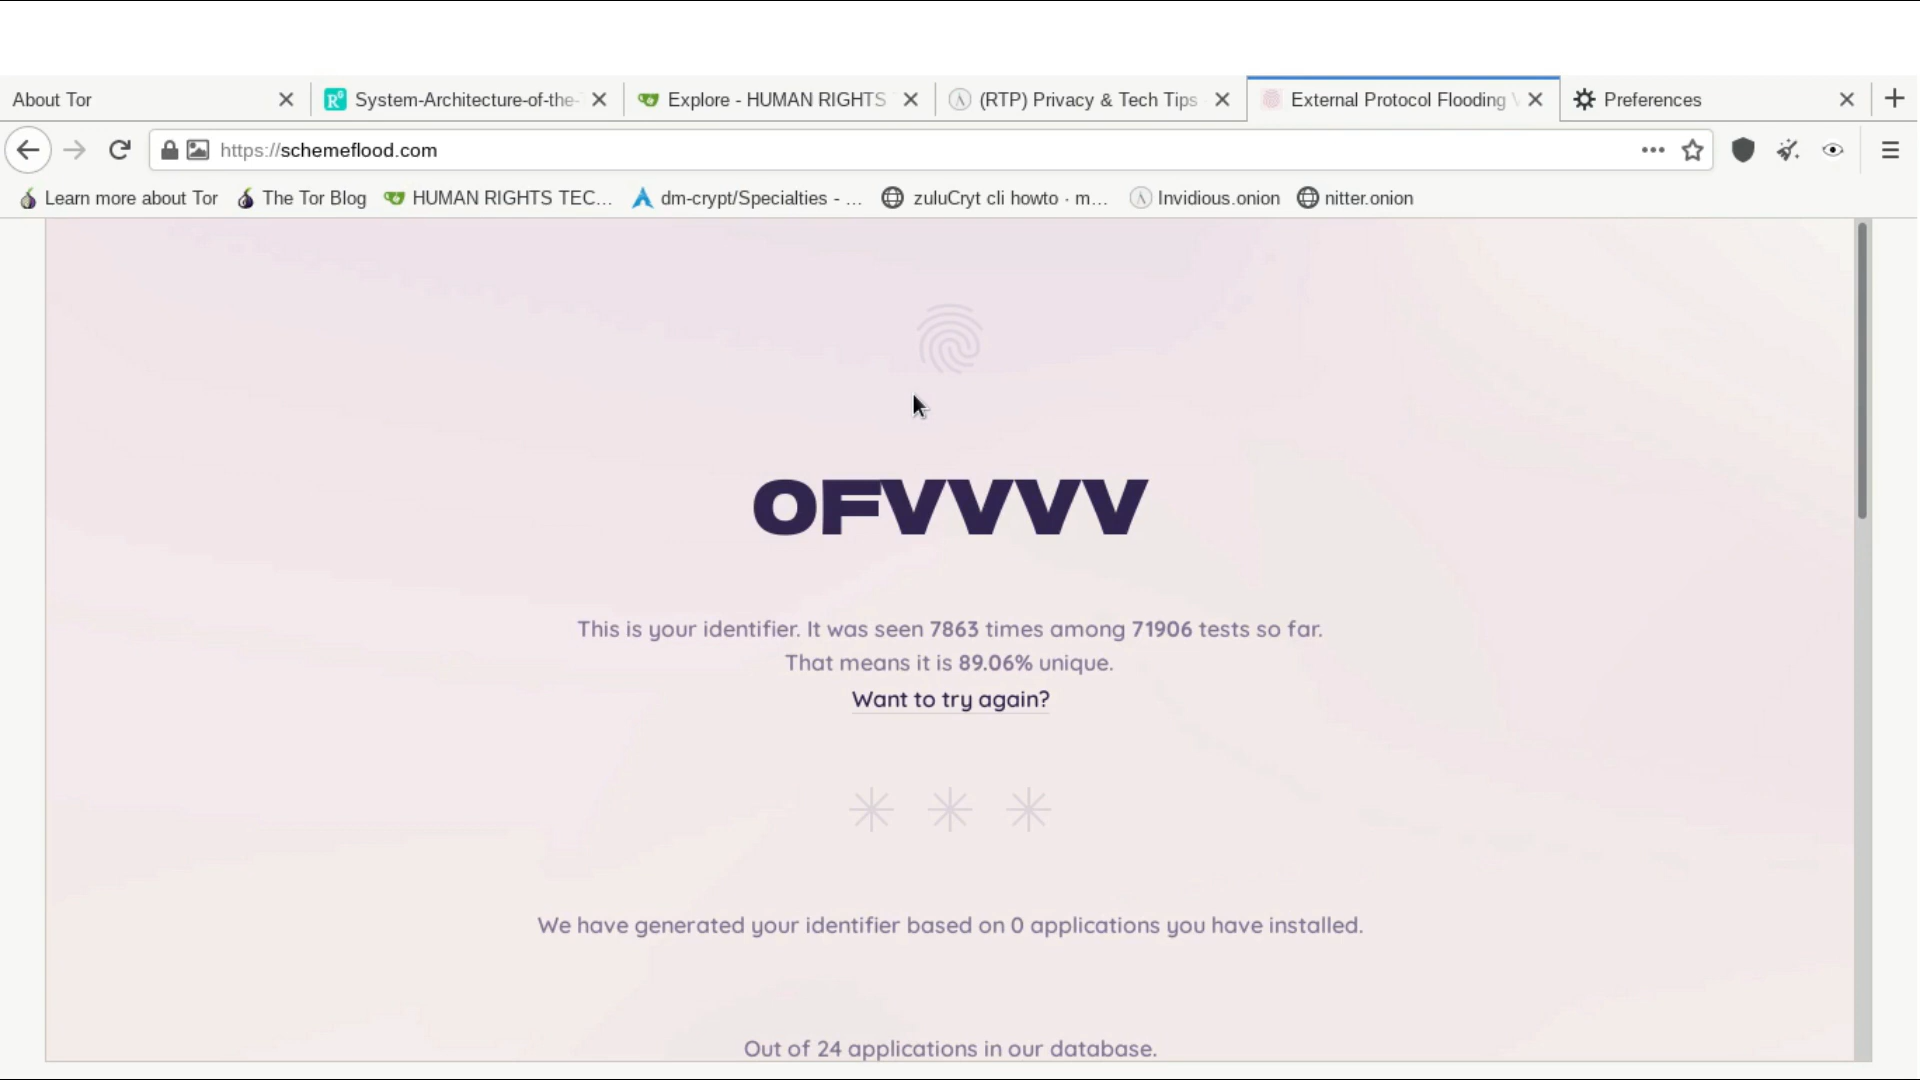 About Tor
System-Architecture-of-the-
Explore - HUMAN RIGHTS
(RTP) Privacy & Tech Tips
External Protocol Flooding
Preferences
https://schemeflood.com
Learn more about Tor
The Tor Blog
HUMAN RIGHTS TEC...
dm-crypt/Specialties - ...
zuluCryt cli howto · m...
Invidious.onion
nitter.onion
OFVVVV
This is your identifier. It was seen 7863 times among 71906 tests so far.
That means it is 89.06% unique.
Want to try again?
We have generated your identifier based on 0 applications you have installed.
Out of 24 applications in our database.